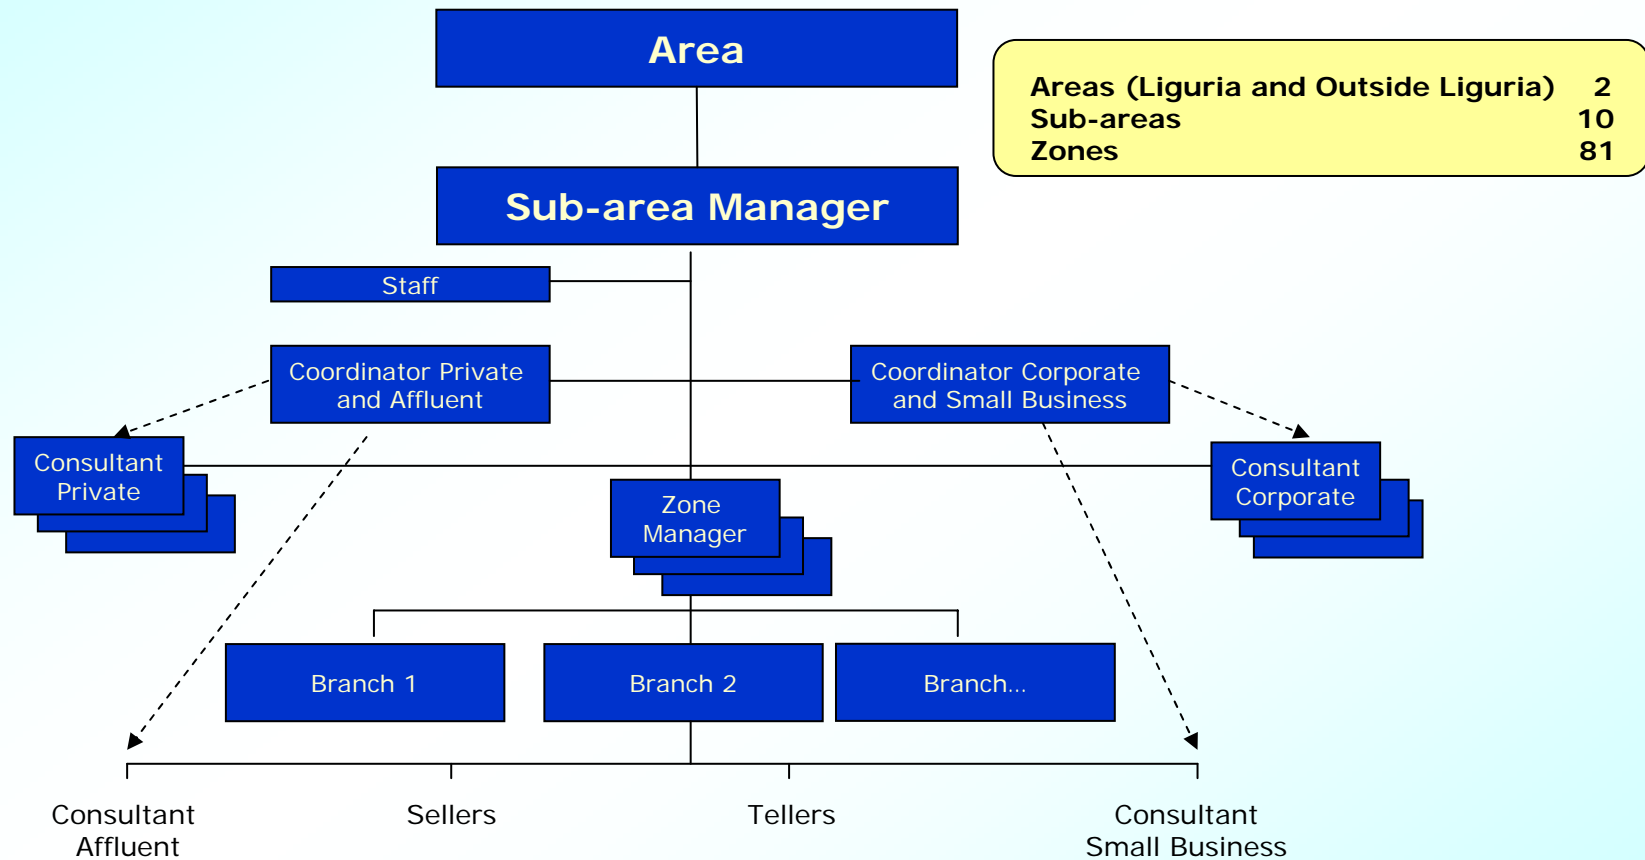 Area
Areas (Liguria and Outside Liguria) 2
Sub-areas 10
Zones 81
Sub-area Manager
Staff
Coordinator Private
and Affluent
Coordinator Corporate
and Small Business
Consultant
Private
Zone
Manager
Consultant
Corporate
Branch 1
Branch 2
Branch...
Consultant
Affluent
Sellers
Tellers
Consultant
Small Business